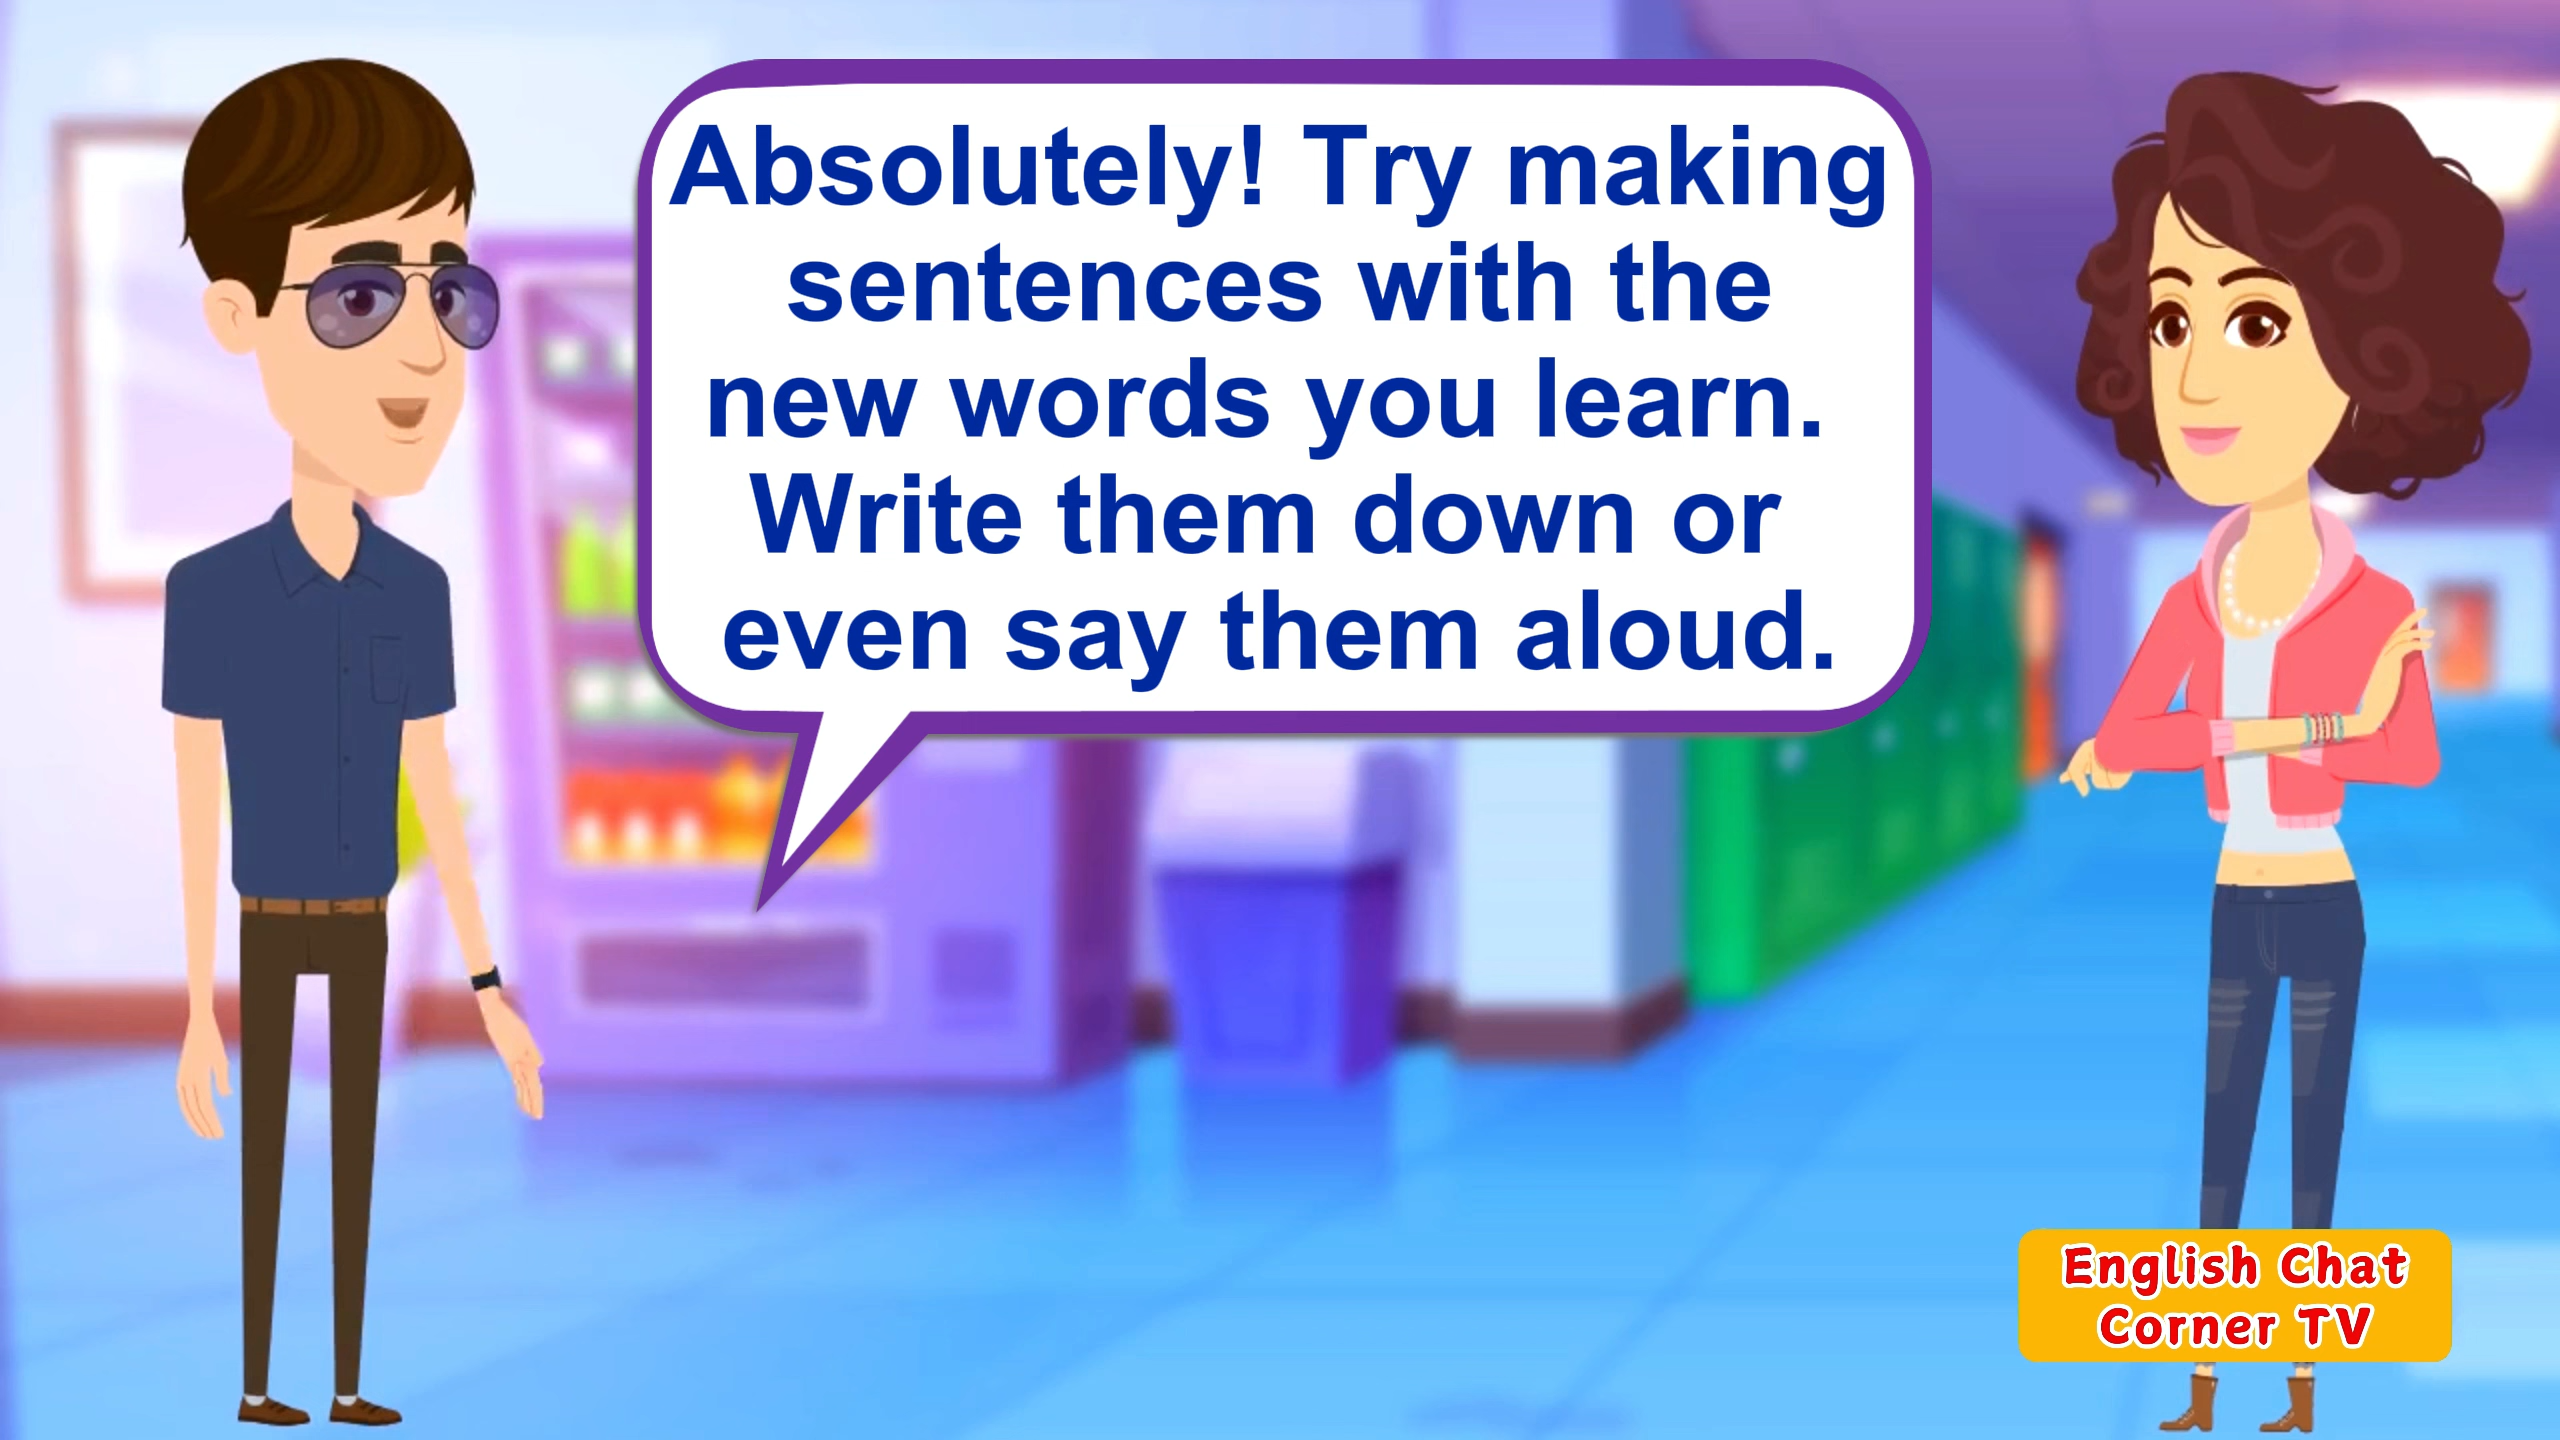 Absolutely! Try making
sentences with the
new words you learn.
Write them down or
even say them aloud.
English Chat
Corner TV